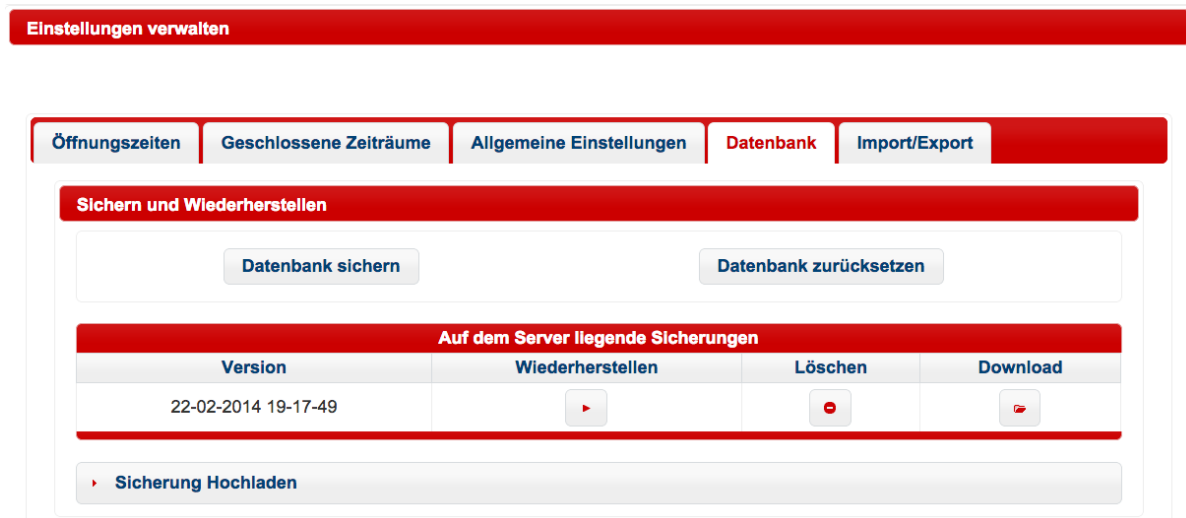 Einstellungen verwalten
Öffnungszeiten Geschlossene Zeiträume Allgemeine Einstellungen Datenbank Import/Export
Sichern und Wiederherstellen
Datenbank sichern Datenbank zurücksetzen
Auf dem Server liegende Sicherungen
Version Wiederherstellen Löschen Download
22-02-2014 19-17-49
Sicherung Hochladen